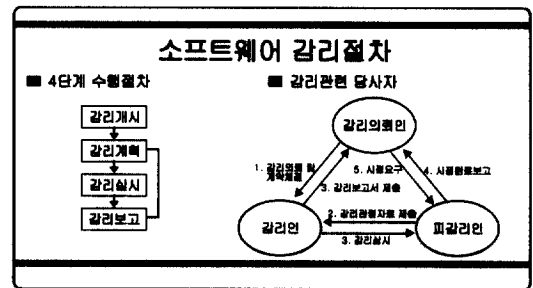 소프트웨어 감리절차
■ 4단계 수행절차
감리개시
감리계획
감리실시
감리보고
■ 감리관련 당사자
감리의뢰인
1. 감리의뢰 및
계약체결
5. 시정요구
4. 시정완료보고
3. 감리보고서 제출
2. 감리관련자료 제출
감리인
피감리인
3. 감리실시